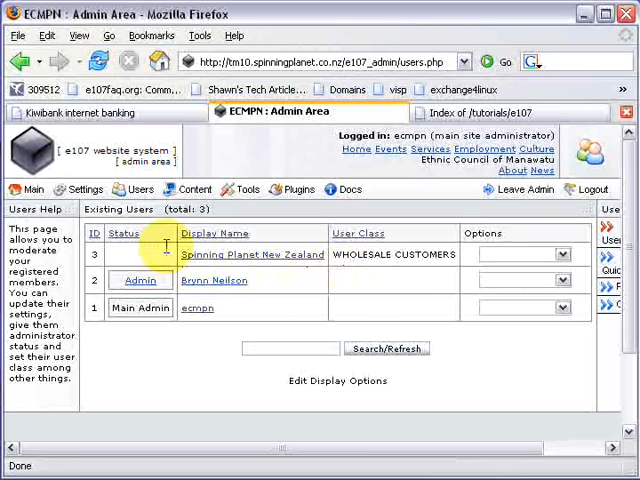 ECMPN : Admin Area - Mozilla Firefox
File Edit View Go Bookmarks Tools Help
http://tm10.spinningplanet.co.nz/e107_admin/users.php Go G
309512 e107faq.org: Comm... Shawn's Tech Article... Domains visp exchange4linux
Kiwibank internet banking ECMPN : Admin Area Index of /tutorials/e107
Logged in: ecmpn (main site administrator)
[ e107 website system ]
[ admin area ]
Home Events Services Employment Culture
Ethnic Council of Manawatu
About News
Main Settings Users Content Tools Plugins Docs Leave Admin Logout
Users Help
This page
allows you to
moderate
your
registered
members.
You can
update their
settings,
give them
administrator
status and
set their user
class among
other things.
Existing Users (total: 3)
ID Status Display Name User Class Options
3 Spinning Planet New Zealand WHOLESALE CUSTOMERS
2 Admin Brynn Neilson
1 Main Admin ecmpn
Search/Refresh
Edit Display Options
User
Quic
Done